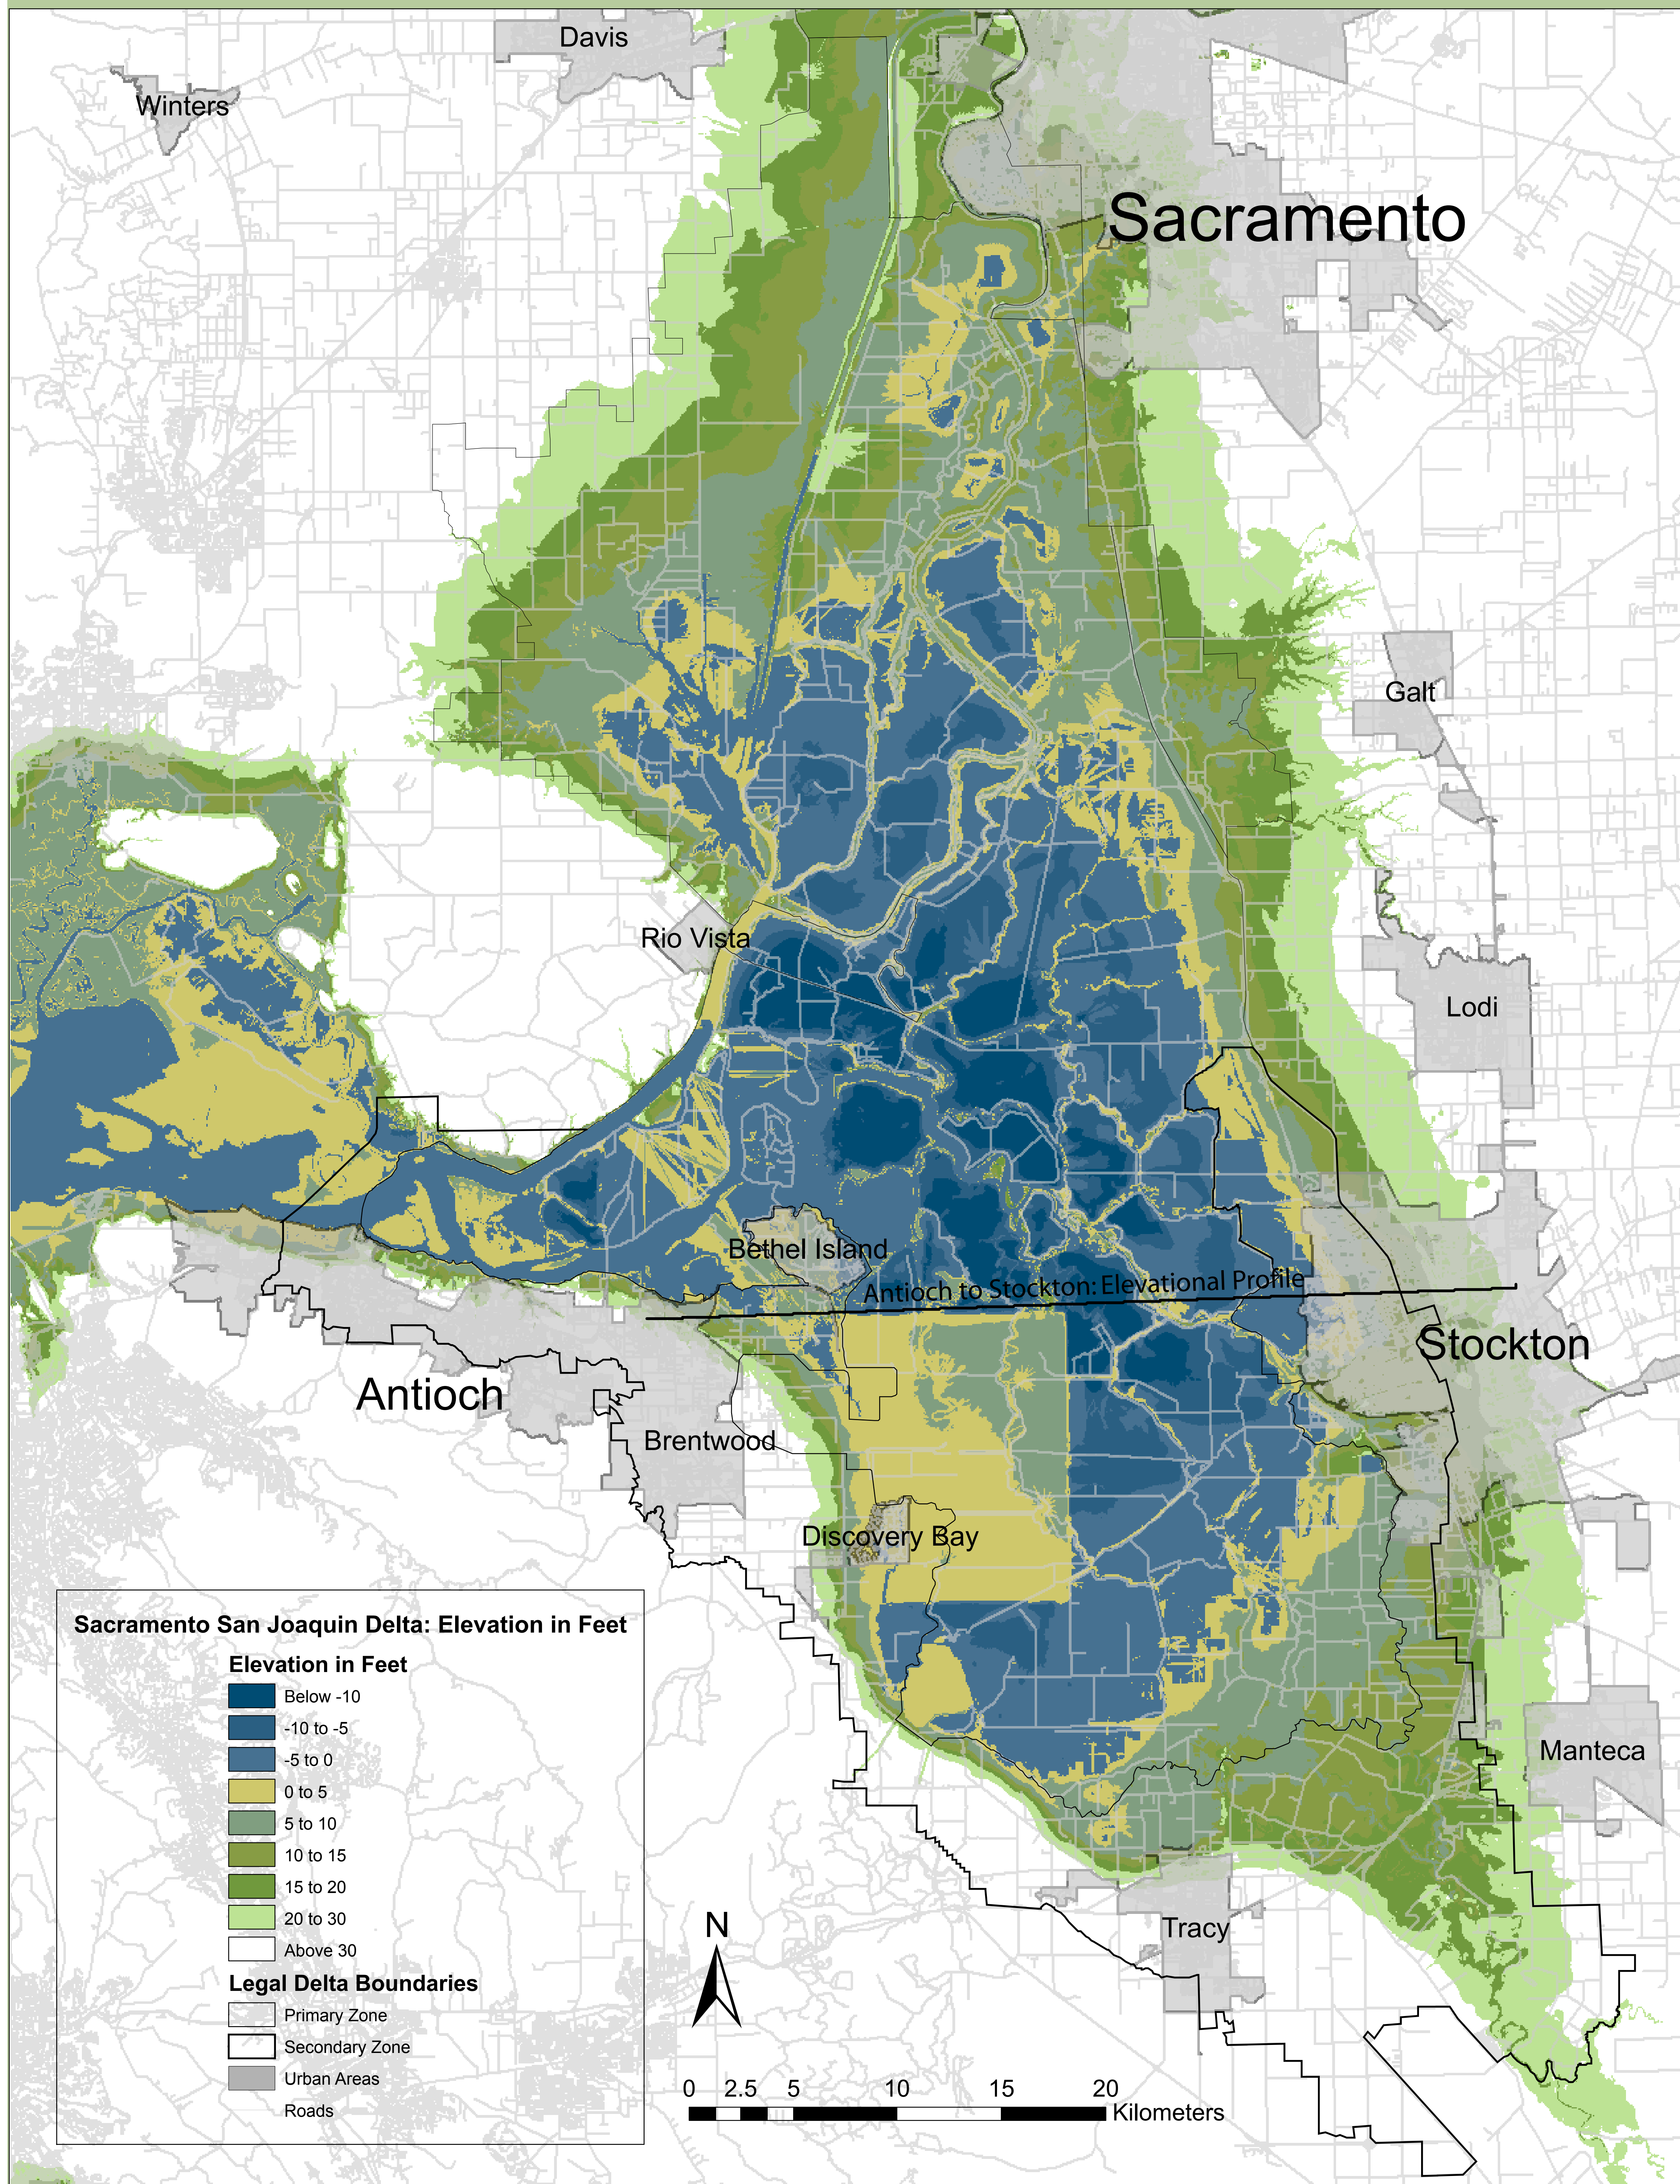 Davis
Winters
Sacramento
Galt
Rio Vista
Lodi
Bethel Island
Antioch to Stockton: Elevational Profile
Stockton
Antioch
Brentwood
Discovery Bay
Sacramento San Joaquin Delta: Elevation in Feet
Elevation in Feet
Below -10
-10 to -5
-5 to 0
0 to 5
5 to 10
10 to 15
15 to 20
20 to 30
Above 30
Legal Delta Boundaries
Primary Zone
Secondary Zone
Urban Areas
Roads
Manteca
Tracy
N
0 2.5 5 10 15 20
Kilometers